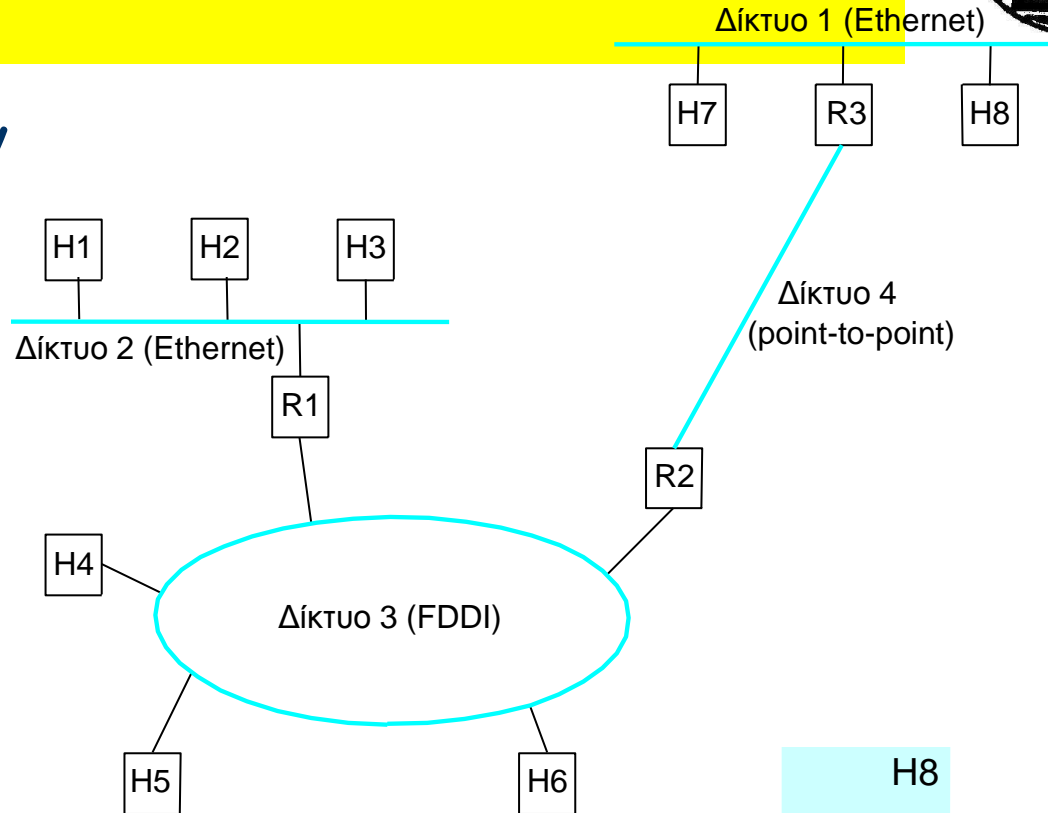 Δίκτυο 1 (Ethernet)
H7
R3
H8
H1
H2
H3
Δίκτυο 4
(point-to-point)
Δίκτυο 2 (Ethernet)
R1
R2
H4
Δίκτυο 3 (FDDI)
H5
H6
H8